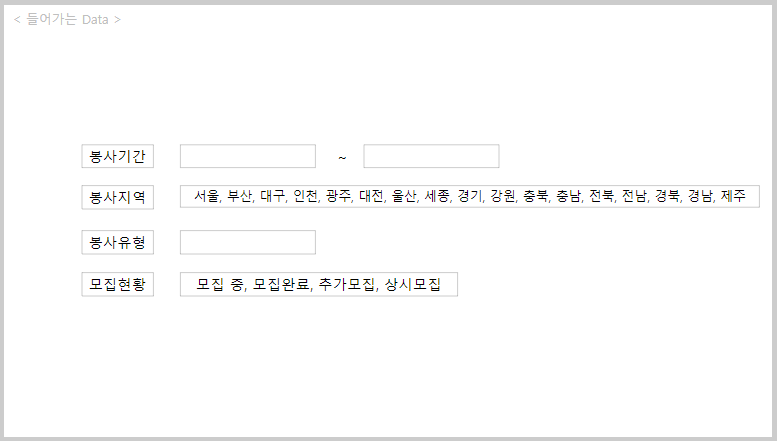 < 들어가는 Data >
봉사기간 ~
봉사지역 서울, 부산, 대구, 인천, 광주, 대전, 울산, 세종, 경기, 강원, 충북, 충남, 전북, 전남, 경북, 경남, 제주
봉사유형
모집현황 모집 중, 모집완료, 추가모집, 상시모집